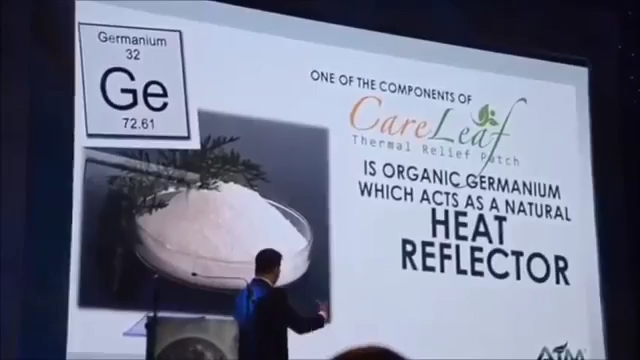 Germanium
32
Ge
72.61
ONE OF THE COMPONENTS OF
CareLeaf
Thermal Relief Patch
IS ORGANIC GERMANIUM
WHICH ACTS AS A NATURAL
HEAT
REFLECTOR